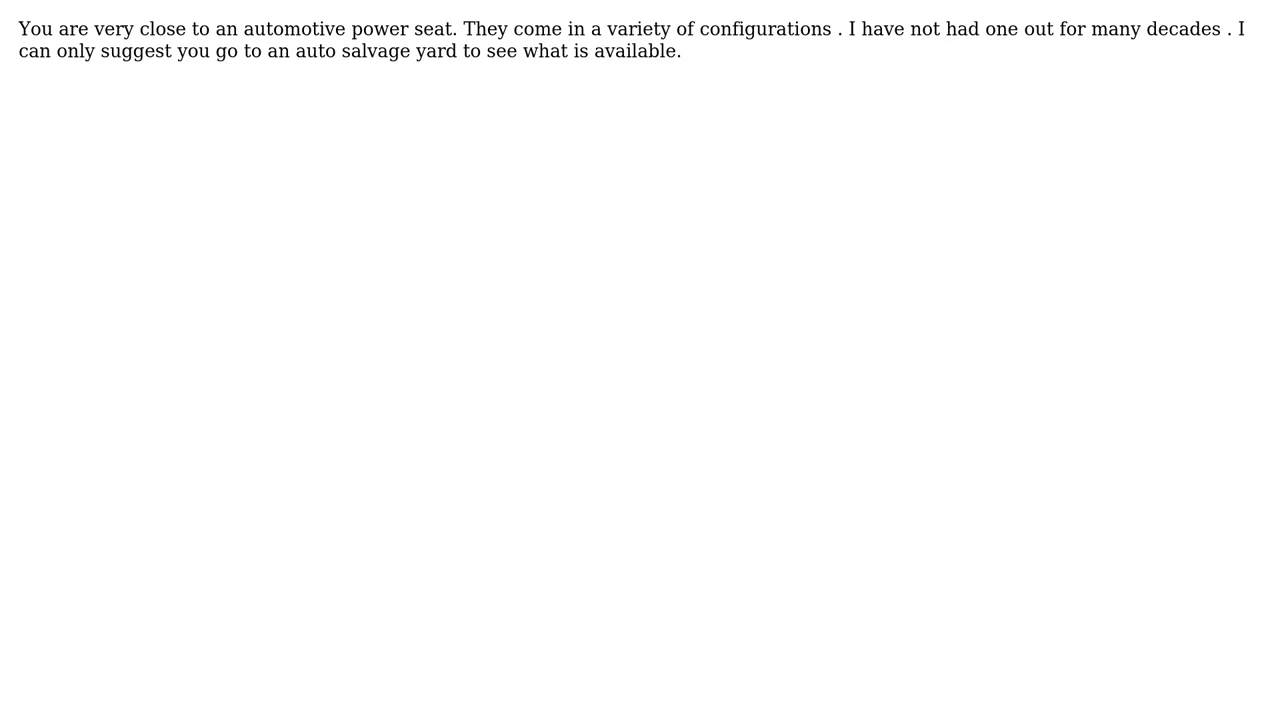 You are very close to an automotive power seat. They come in a variety of configurations . I have not had one out for many decades . I
can only suggest you go to an auto salvage yard to see what is available.